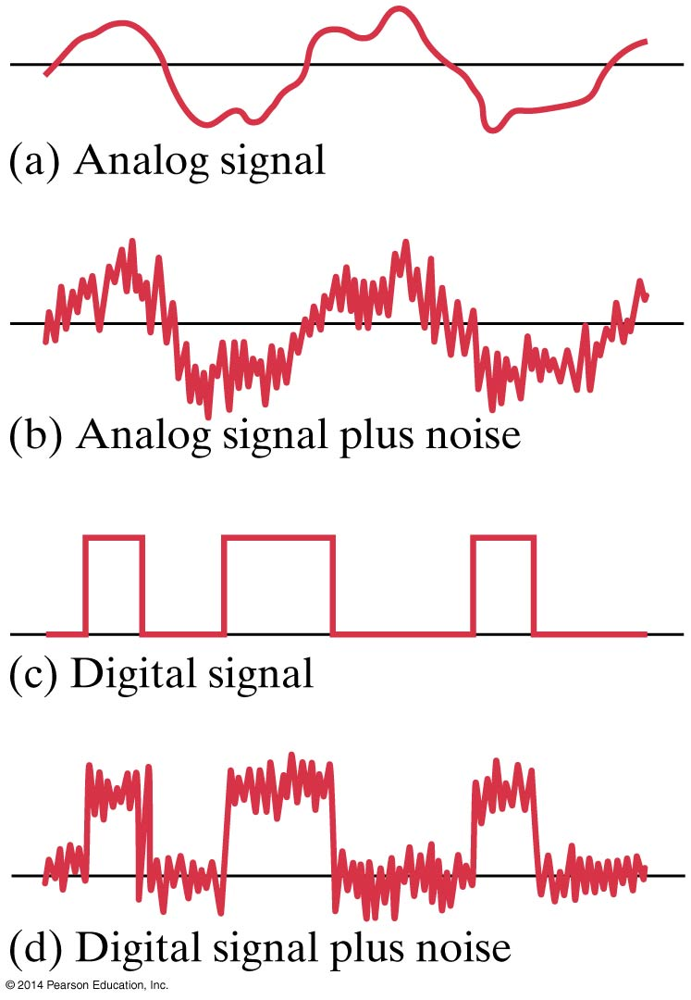 (a) Analog signal
(b) Analog signal plus noise
(c) Digital signal
(d) Digital signal plus noise
© 2014 Pearson Education, Inc.